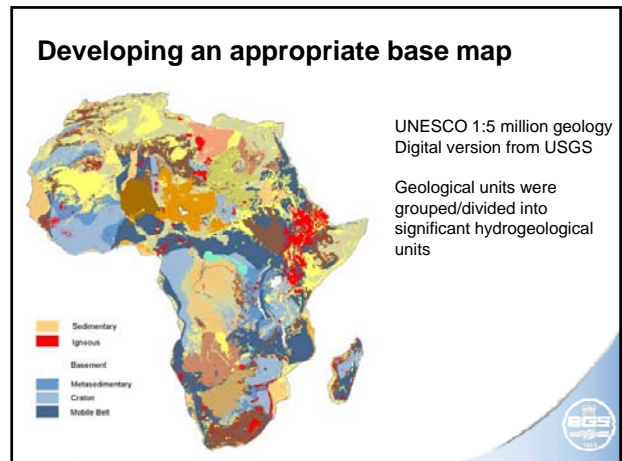 Developing an appropriate base map
UNESCO 1:5 million geology
Digital version from USGS
Geological units were
grouped/divided into
significant hydrogeological
units
Sedimentary
Igneous
Basement
Metasedimentary
Craton
Mobile Belt
BGS